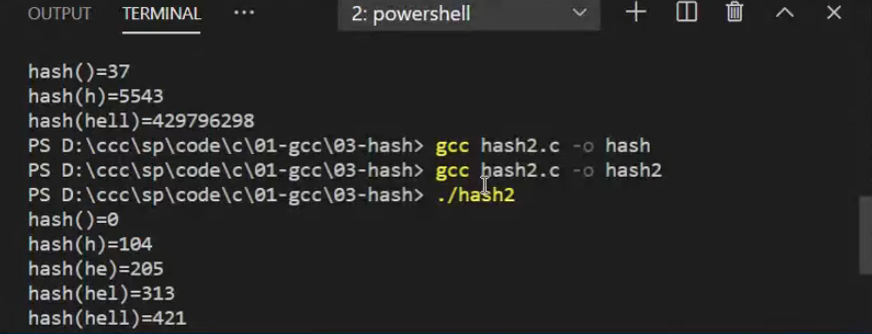 OUTPUT TERMINAL ··· 2: powershell
hash()=37
hash(h)=5543
hash(hell)=429796298
PS D:\ccc\sp\code\c\01-gcc\03-hash> gcc hash2.c -o hash
PS D:\ccc\sp\code\c\01-gcc\03-hash> gcc hash2.c -o hash2
PS D:\ccc\sp\code\c\01-gcc\03-hash> ./hash2
hash()=0
hash(h)=104
hash(he)=205
hash(hel)=313
hash(hell)=421